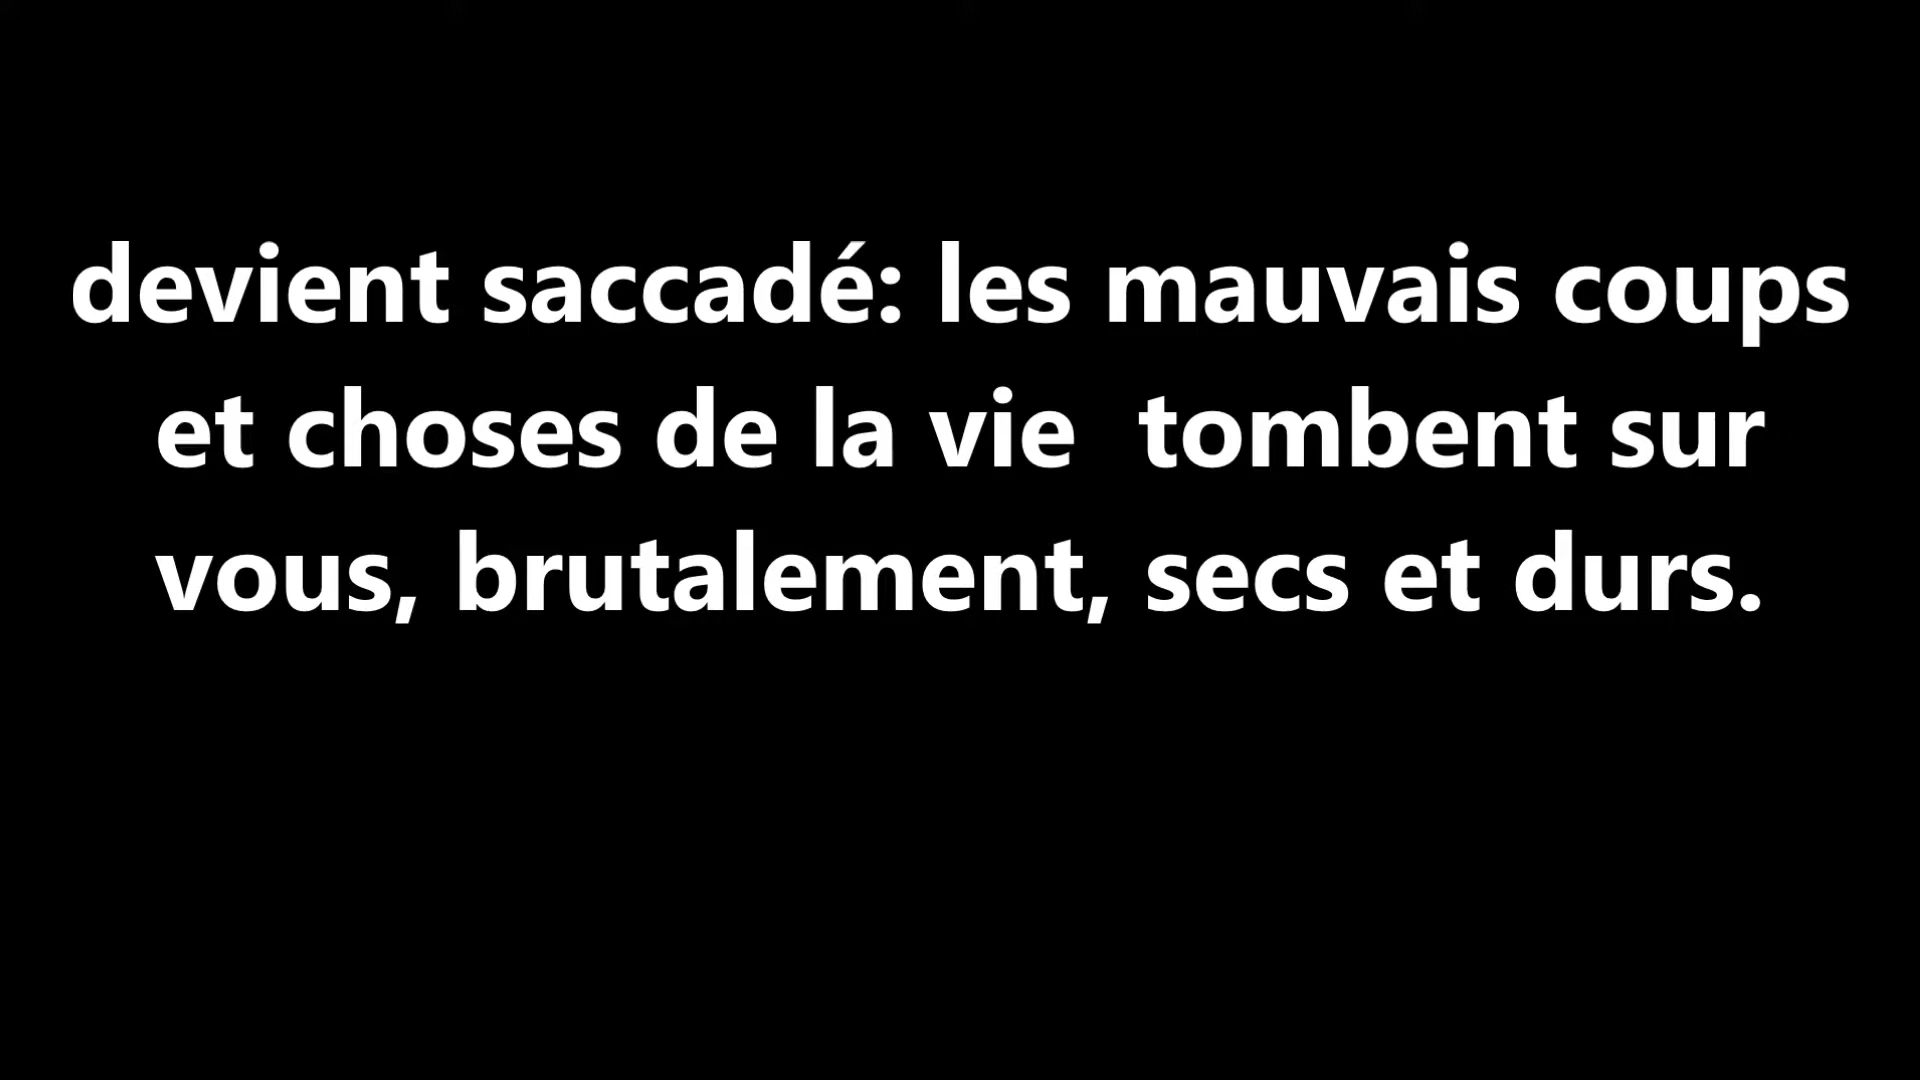 devient saccadé: les mauvais coups
et choses de la vie  tombent sur
vous, brutalement, secs et durs.